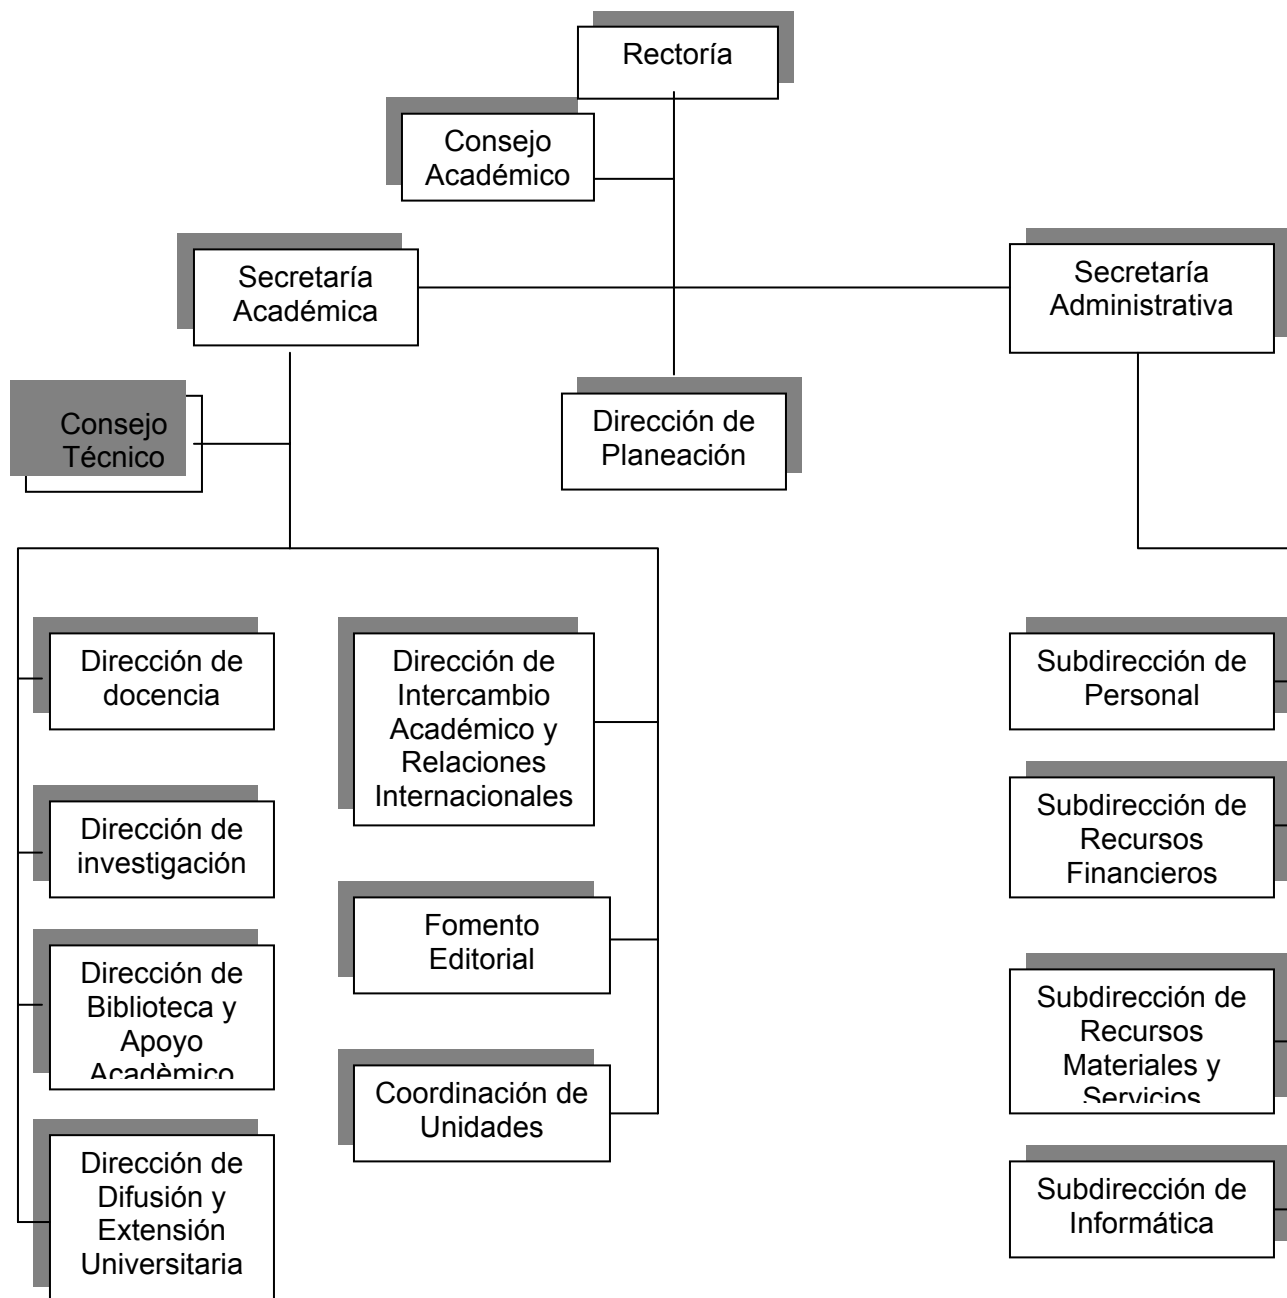 Rectoría
Consejo
Académico
Secretaría
Académica
Secretaría
Administrativa
Consejo
Técnico
Dirección de
Planeación
Dirección de
docencia
Dirección de
investigación
Dirección de
Biblioteca y
Apoyo
Acadèmico
Dirección de
Difusión y
Extensión
Universitaria
Dirección de
Intercambio
Académico y
Relaciones
Internacionales
Fomento
Editorial
Coordinación de
Unidades
Subdirección de
Personal
Subdirección de
Recursos
Financieros
Subdirección de
Recursos
Materiales y
Servicios
Subdirección de
Informática